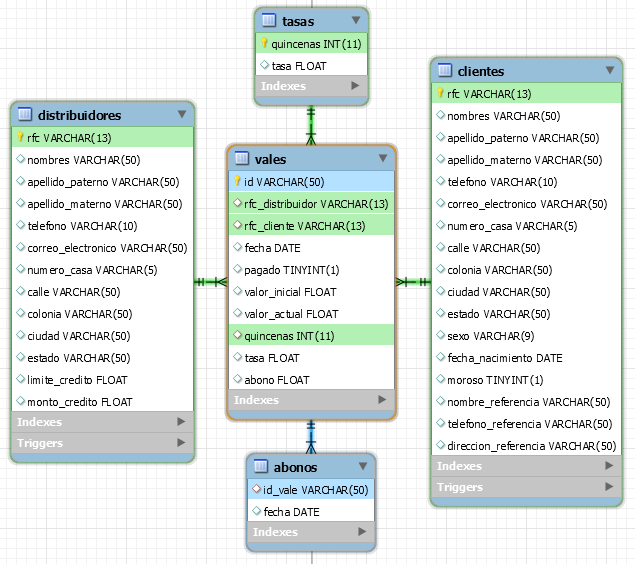 tasas
quincenas INT(11)
tasa FLOAT
Indexes
distribuidores
rfc VARCHAR(13)
nombres VARCHAR(50)
apellido_paterno VARCHAR(50)
apellido_materno VARCHAR(50)
telefono VARCHAR(10)
correo_electronico VARCHAR(50)
numero_casa VARCHAR(5)
calle VARCHAR(50)
colonia VARCHAR(50)
ciudad VARCHAR(50)
estado VARCHAR(50)
limite_credito FLOAT
monto_credito FLOAT
Indexes
Triggers
vales
id VARCHAR(50)
rfc_distribuidor VARCHAR(13)
rfc_cliente VARCHAR(13)
fecha DATE
pagado TINYINT(1)
valor_inicial FLOAT
valor_actual FLOAT
quincenas INT(11)
tasa FLOAT
abono FLOAT
Indexes
clientes
rfc VARCHAR(13)
nombres VARCHAR(50)
apellido_paterno VARCHAR(50)
apellido_materno VARCHAR(50)
telefono VARCHAR(10)
correo_electronico VARCHAR(50)
numero_casa VARCHAR(5)
calle VARCHAR(50)
colonia VARCHAR(50)
ciudad VARCHAR(50)
estado VARCHAR(50)
sexo VARCHAR(9)
fecha_nacimiento DATE
moroso TINYINT(1)
nombre_referencia VARCHAR(50)
telefono_referencia VARCHAR(50)
direccion_referencia VARCHAR(50)
Indexes
Triggers
abonos
id_vale VARCHAR(50)
fecha DATE
Indexes